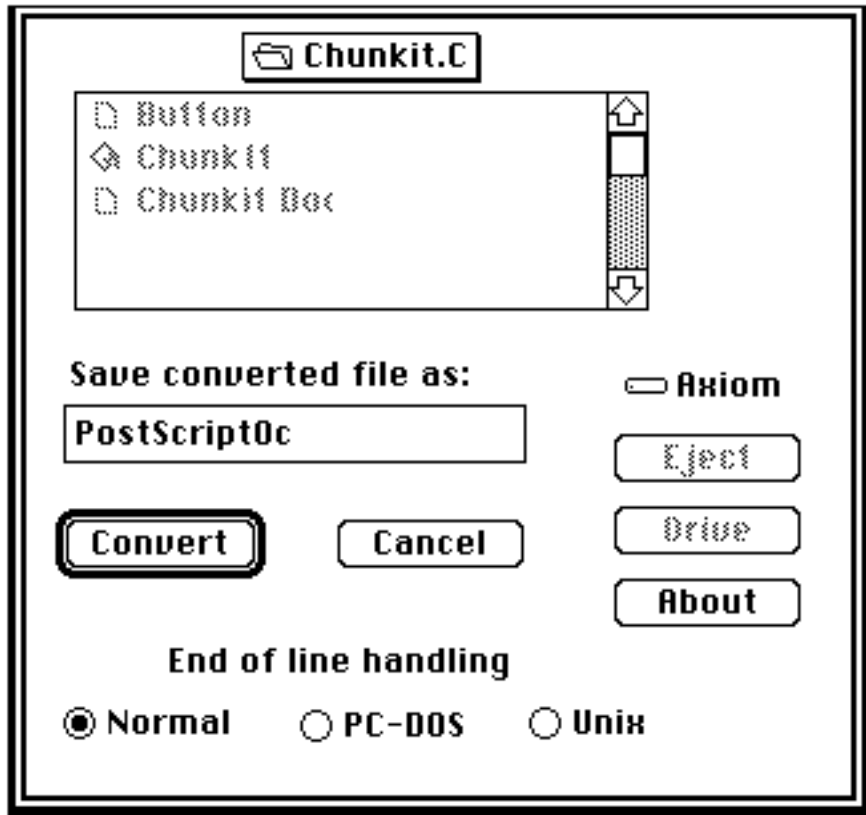 Chunkit.C
Button
Chunkit
Chunkit Doc
Save converted file as:
Axiom
PostScript0c
Eject
Convert
Cancel
Drive
About
End of line handling
Normal
PC-DOS
Unix